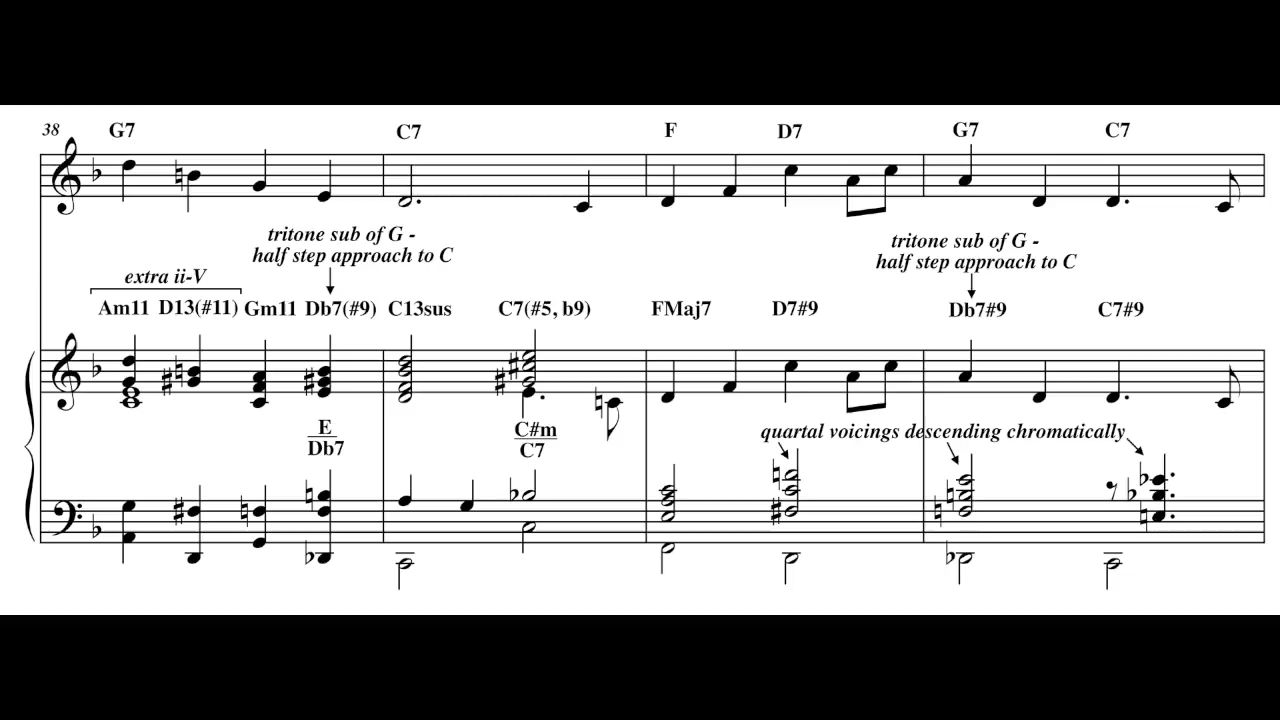 38 G7 C7 F D7 G7 C7
tritone sub of G -
half step approach to C
tritone sub of G -
half step approach to C
extra ii-V
Am11 D13(#11) Gm11 Db7(#9) C13sus C7(#5, b9) FMaj7 D7#9 Db7#9 C7#9
E
Db7
C#m
C7
quartal voicings descending chromatically